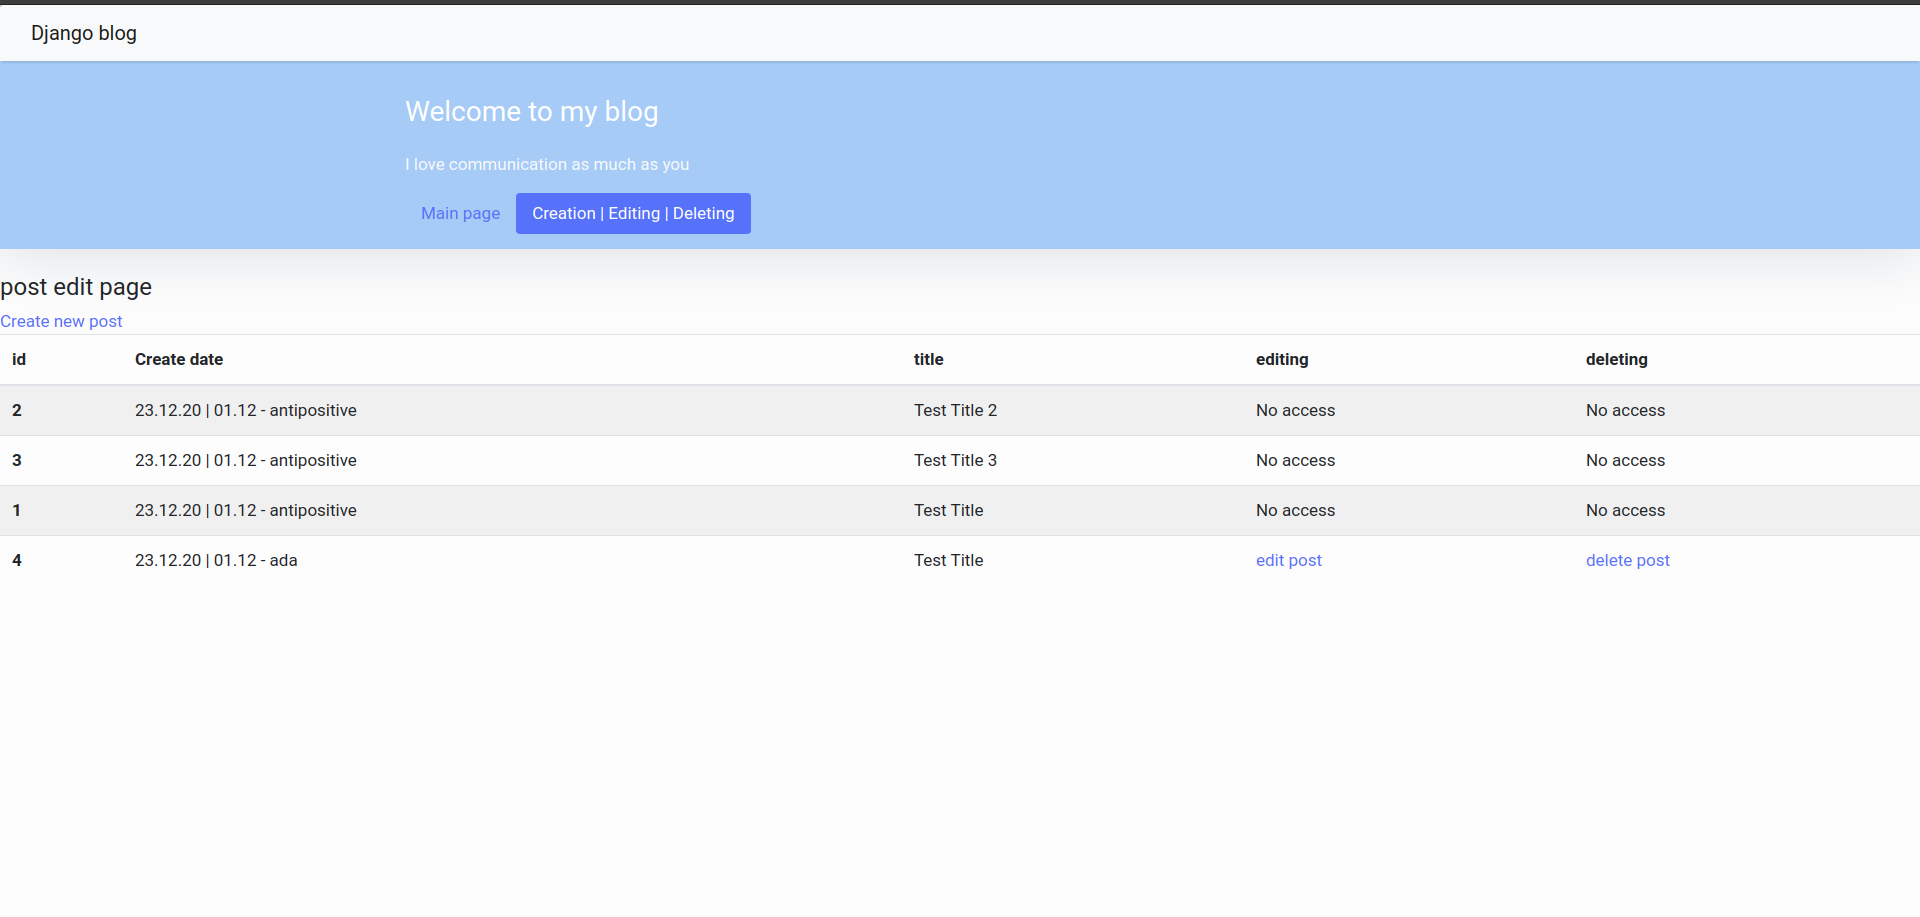 Django blog
Welcome to my blog
I love communication as much as you
Main page Creation | Editing | Deleting
post edit page
Create new post
id Create date title editing deleting
2 23.12.20 | 01.12 - antipositive Test Title 2 No access No access
3 23.12.20 | 01.12 - antipositive Test Title 3 No access No access
1 23.12.20 | 01.12 - antipositive Test Title No access No access
4 23.12.20 | 01.12 - ada Test Title edit post delete post